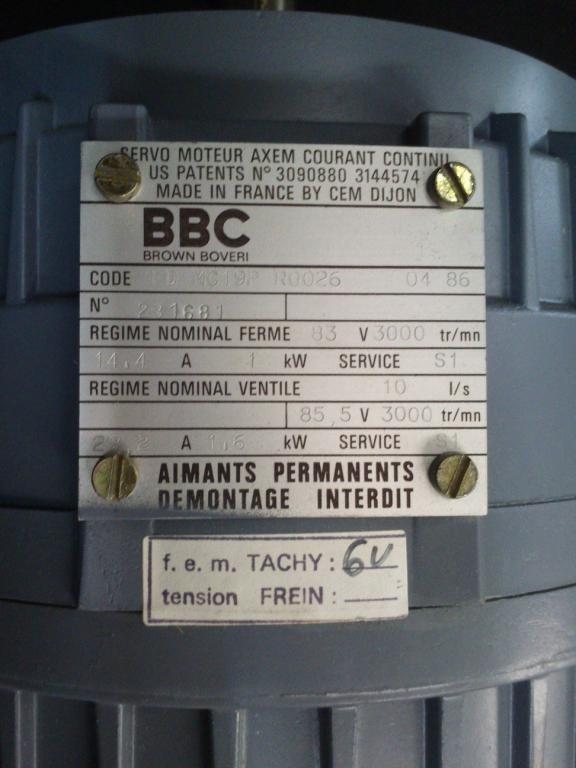 SERVO MOTEUR AXEM COURANT CONTINU
US PATENTS N° 3090880 3144574
MADE IN FRANCE BY CEM DIJON
BBC
BROWN BOVERI
CODE MC19P R0026 04 86
N° 231681
REGIME NOMINAL FERME 83 V 3000 tr/mn
14,4 A 1 kW SERVICE S1
REGIME NOMINAL VENTILE 10 l/s
85,5 V 3000 tr/mn
A 1,6 kW SERVICE S1
AIMANTS PERMANENTS
DEMONTAGE INTERDIT
f. e. m. TACHY : 6V
tension FREIN :